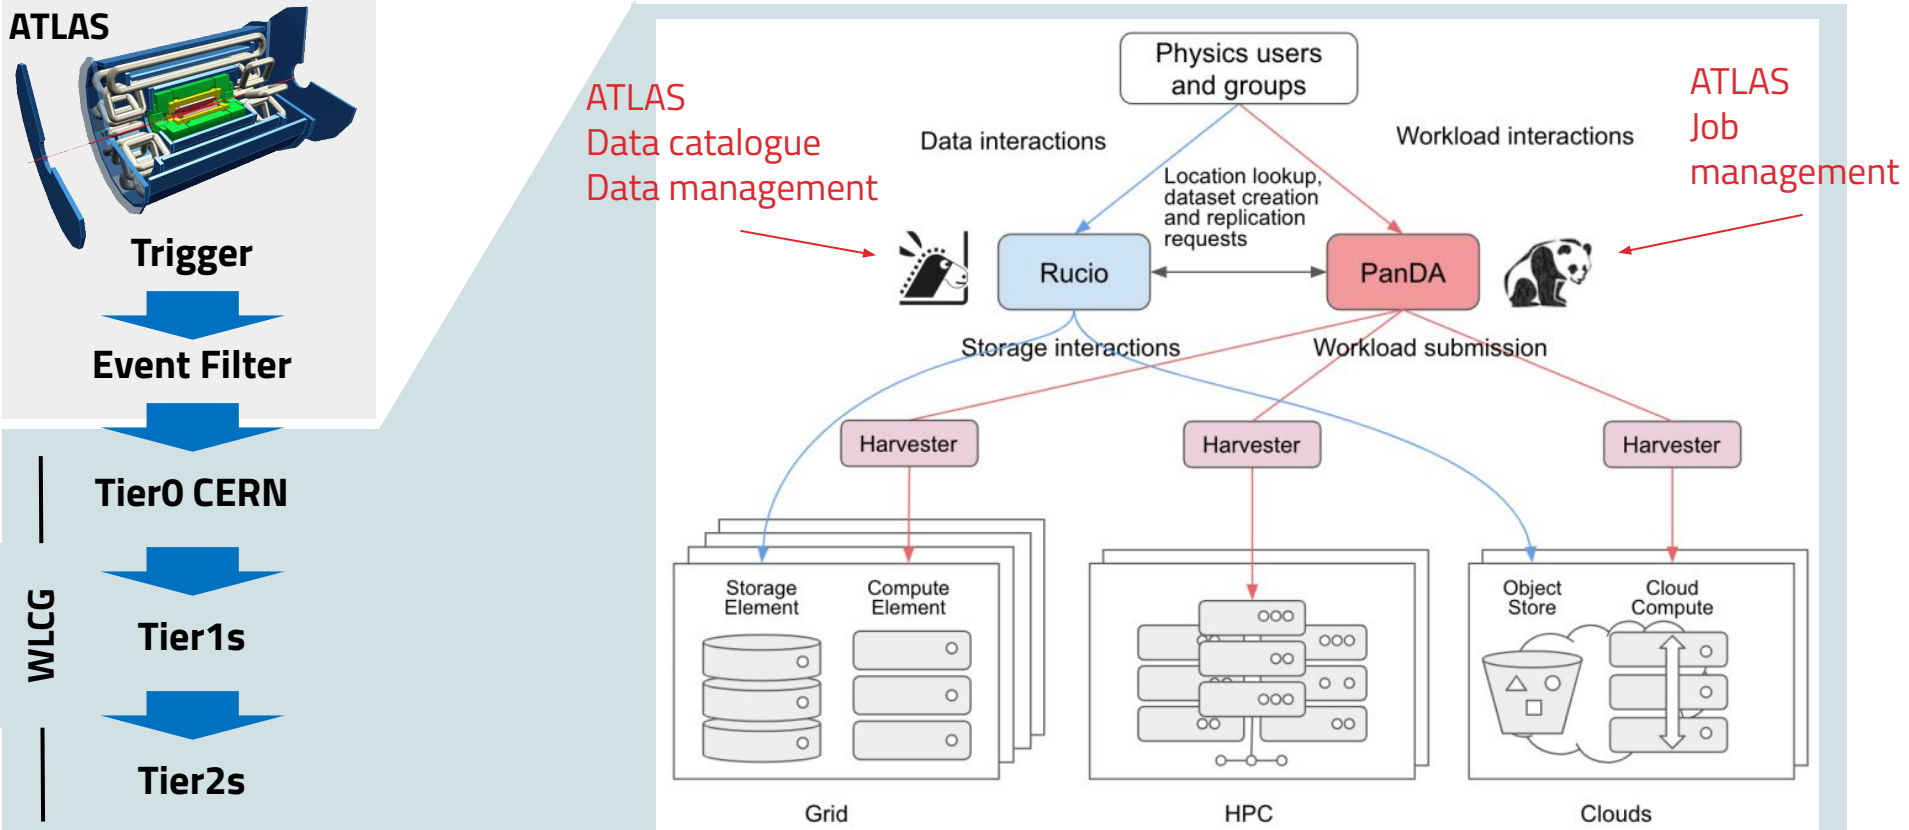 ATLAS
Trigger
Event Filter
Tier0 CERN
Tier1s
Tier2s
WLCG
ATLAS
Data catalogue
Data management
Physics users
and groups
ATLAS
Job
management
Data interactions
Workload interactions
Location lookup,
dataset creation
and replication
requests
Rucio
PanDA
Storage interactions
Workload submission
Harvester
Harvester
Harvester
Storage
Element
Compute
Element
Object
Store
Cloud
Compute
Grid
HPC
Clouds